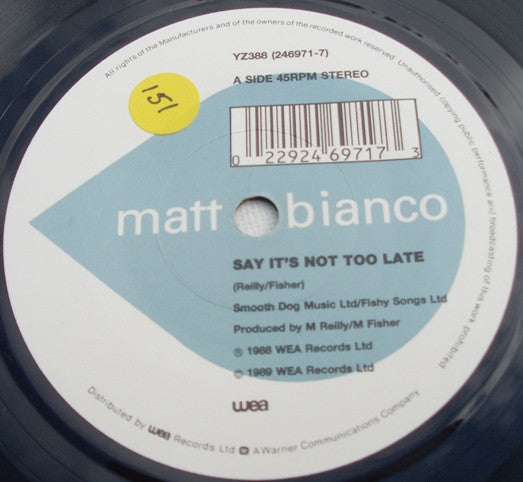 All rights of the Manufacturers and of the owners of the recorded work reserved. Unauthorised copying public performance and broadcasting of this work prohibited
YZ388 (246971-7)
A SIDE 45RPM STEREO
151
0 22924 69717 3
matt bianco
SAY IT'S NOT TOO LATE
(Reilly/Fisher)
Smooth Dog Music Ltd/Fishy Songs Ltd
Produced by M Reilly/M Fisher
℗ 1988 WEA Records Ltd
© 1989 WEA Records Ltd
wea
Distributed by wea Records Ltd A Warner Communications Company